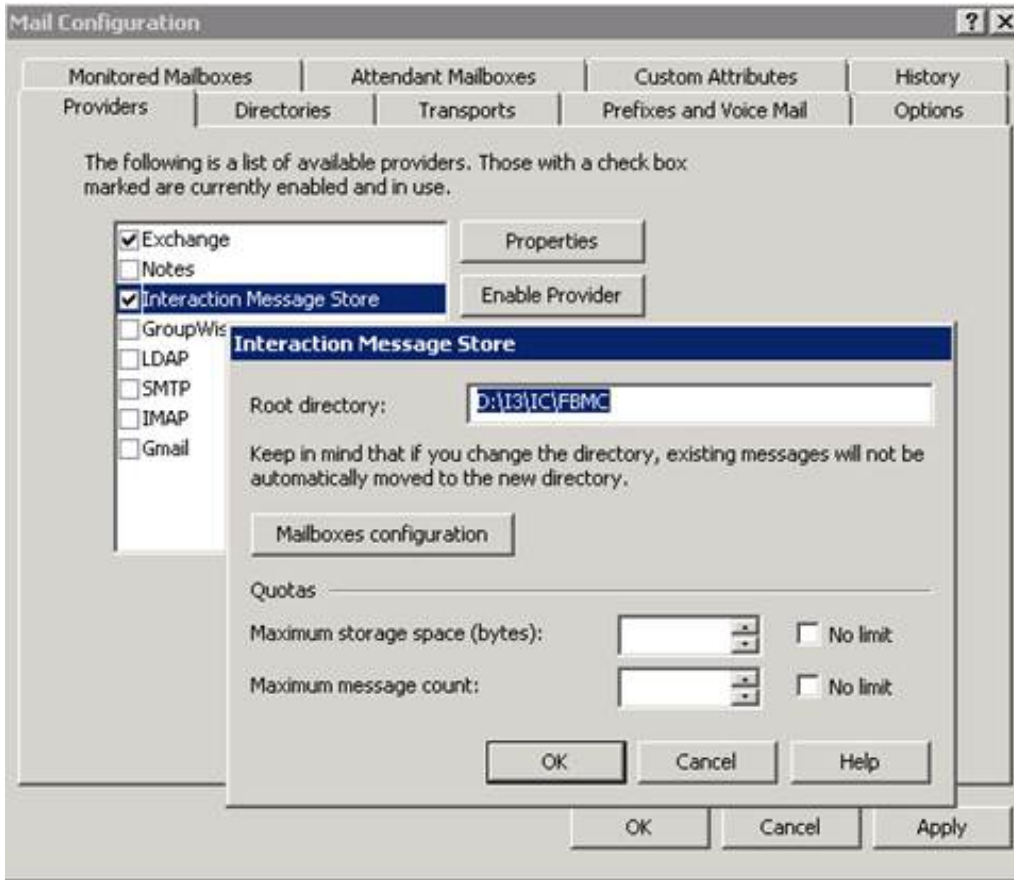 Mail Configuration
Monitored Mailboxes
Attendant Mailboxes
Custom Attributes
History
Providers
Directories
Transports
Prefixes and Voice Mail
Options
The following is a list of available providers. Those with a check box
marked are currently enabled and in use.
Exchange
Properties
Notes
Interaction Message Store
Enable Provider
GroupWis
LDAP
SMTP
IMAP
Gmail
Interaction Message Store
Root directory:
D:\I3\IC\FBMC
Keep in mind that if you change the directory, existing messages will not be
automatically moved to the new directory.
Mailboxes configuration
Quotas
Maximum storage space (bytes):
No limit
Maximum message count:
No limit
OK
Cancel
Help
OK
Cancel
Apply